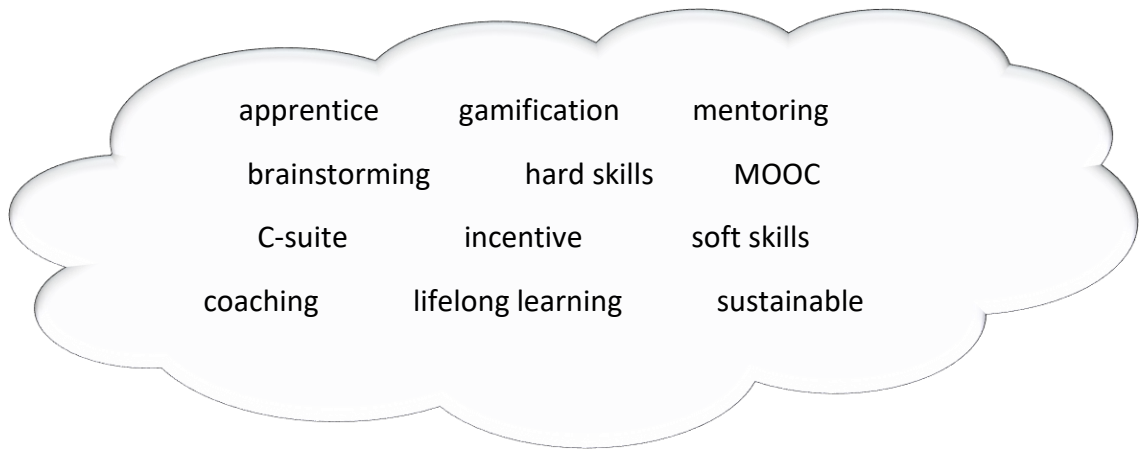 apprentice gamification mentoring
brainstorming hard skills MOOC
C-suite incentive soft skills
coaching lifelong learning sustainable